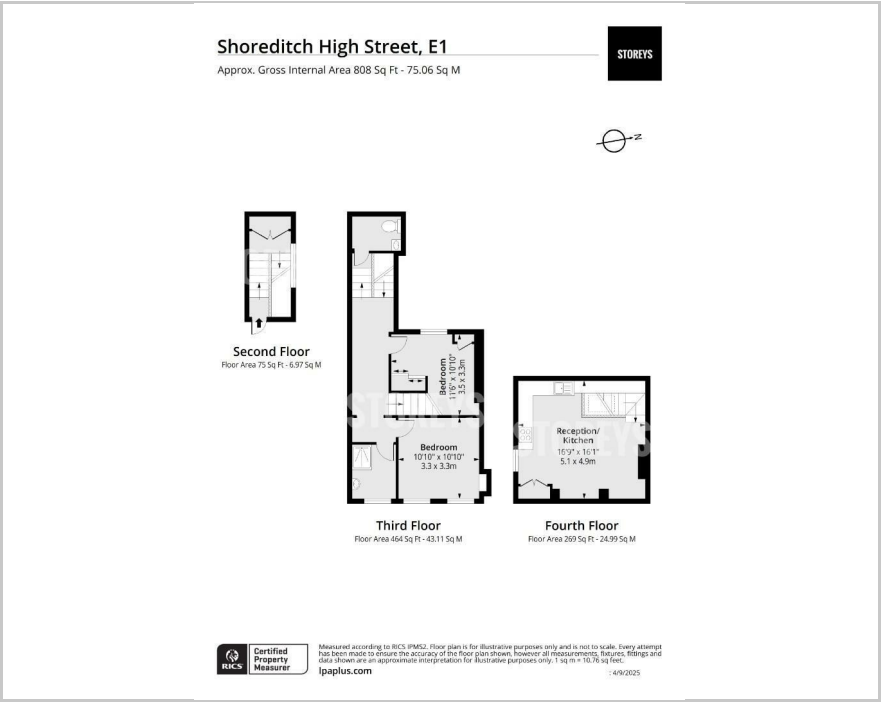 Shoreditch High Street, E1
Approx. Gross Internal Area 808 Sq Ft - 75.06 Sq M
STOREYS
N
Second Floor
Floor Area 75 Sq Ft - 6.97 Sq M
Bedroom
11'6" x 10'10"
3.5 x 3.3m
STOREYS
Bedroom
10'10" x 10'10"
3.3 x 3.3m
Third Floor
Floor Area 464 Sq Ft - 43.11 Sq M
Reception/
Kitchen
16'9" x 16'1"
5.1 x 4.9m
STOREYS
Fourth Floor
Floor Area 269 Sq Ft - 24.99 Sq M
RICS
Certified
Property
Measurer
Measured according to RICS IPMS2. Floor plan is for illustrative purposes only and is not to scale. Every attempt
has been made to ensure the accuracy of the floor plan shown, however all measurements, fixtures, fittings and
data shown are an approximate interpretation for illustrative purposes only. 1 sq m = 10.76 sq feet.
lpaplus.com
: 4/9/2025